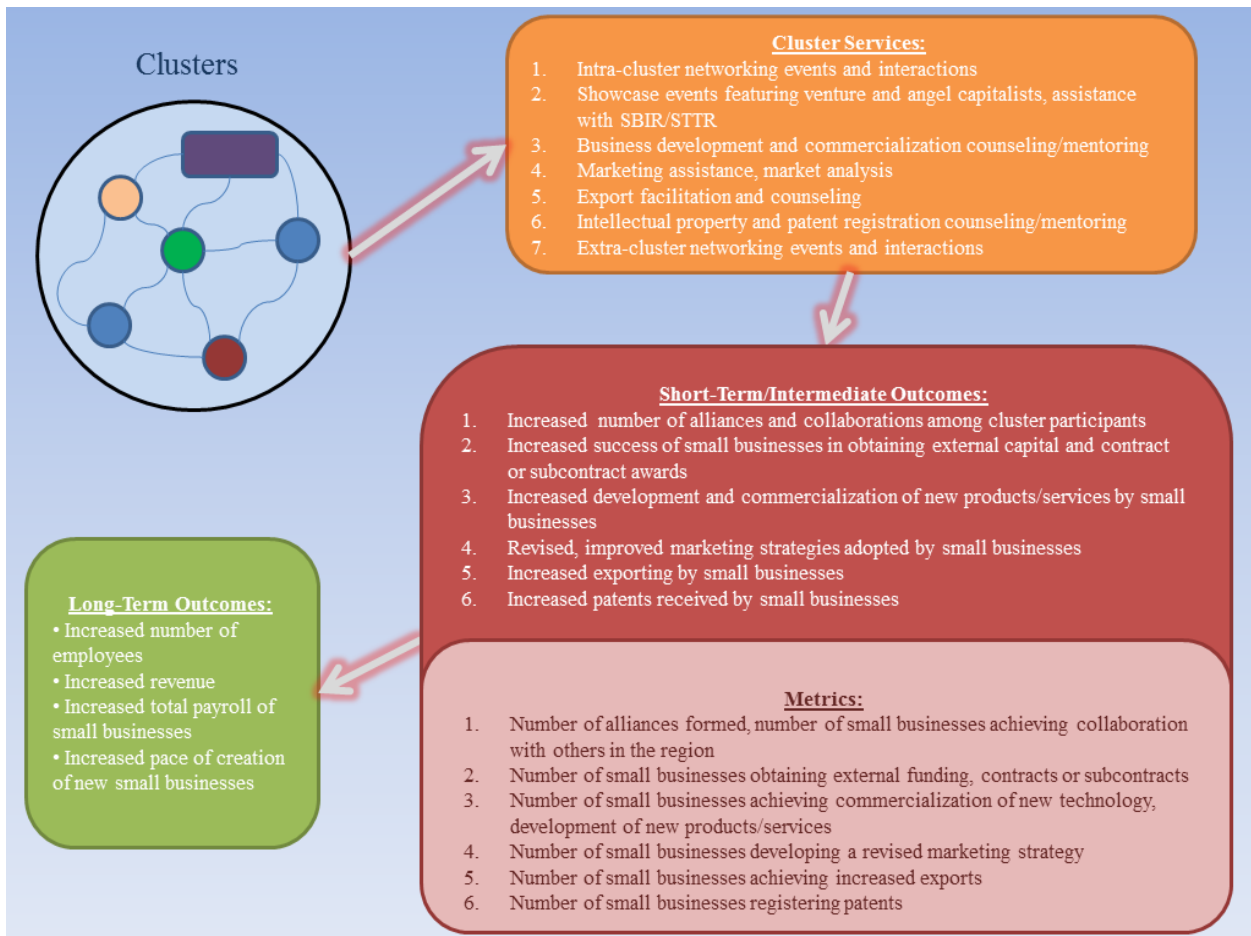 Clusters
Cluster Services:
1. Intra-cluster networking events and interactions
2. Showcase events featuring venture and angel capitalists, assistance
with SBIR/STTR
3. Business development and commercialization counseling/mentoring
4. Marketing assistance, market analysis
5. Export facilitation and counseling
6. Intellectual property and patent registration counseling/mentoring
7. Extra-cluster networking events and interactions
Short-Term/Intermediate Outcomes:
1. Increased number of alliances and collaborations among cluster participants
2. Increased success of small businesses in obtaining external capital and contract
or subcontract awards
3. Increased development and commercialization of new products/services by small
businesses
4. Revised, improved marketing strategies adopted by small businesses
5. Increased exporting by small businesses
6. Increased patents received by small businesses
Metrics:
1. Number of alliances formed, number of small businesses achieving collaboration
with others in the region
2. Number of small businesses obtaining external funding, contracts or subcontracts
3. Number of small businesses achieving commercialization of new technology,
development of new products/services
4. Number of small businesses developing a revised marketing strategy
5. Number of small businesses achieving increased exports
6. Number of small businesses registering patents
Long-Term Outcomes:
• Increased number of
employees
• Increased revenue
• Increased total payroll of
small businesses
• Increased pace of creation
of new small businesses